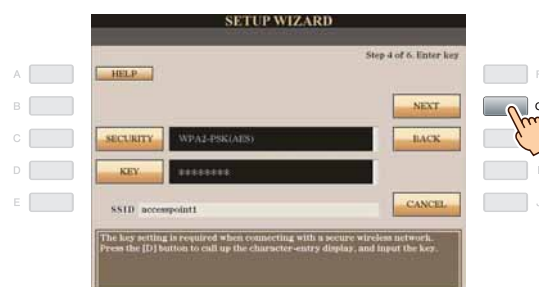 SETUP WIZARD
Step 4 of 6. Enter key
A
HELP
B
NEXT
C
SECURITY
WPA2-PSK(AES)
BACK
D
KEY
********
E
SSID
accesspoint1
CANCEL
The key setting is required when connecting with a secure wireless network.
Press the [D] button to call up the character-entry display, and input the key.